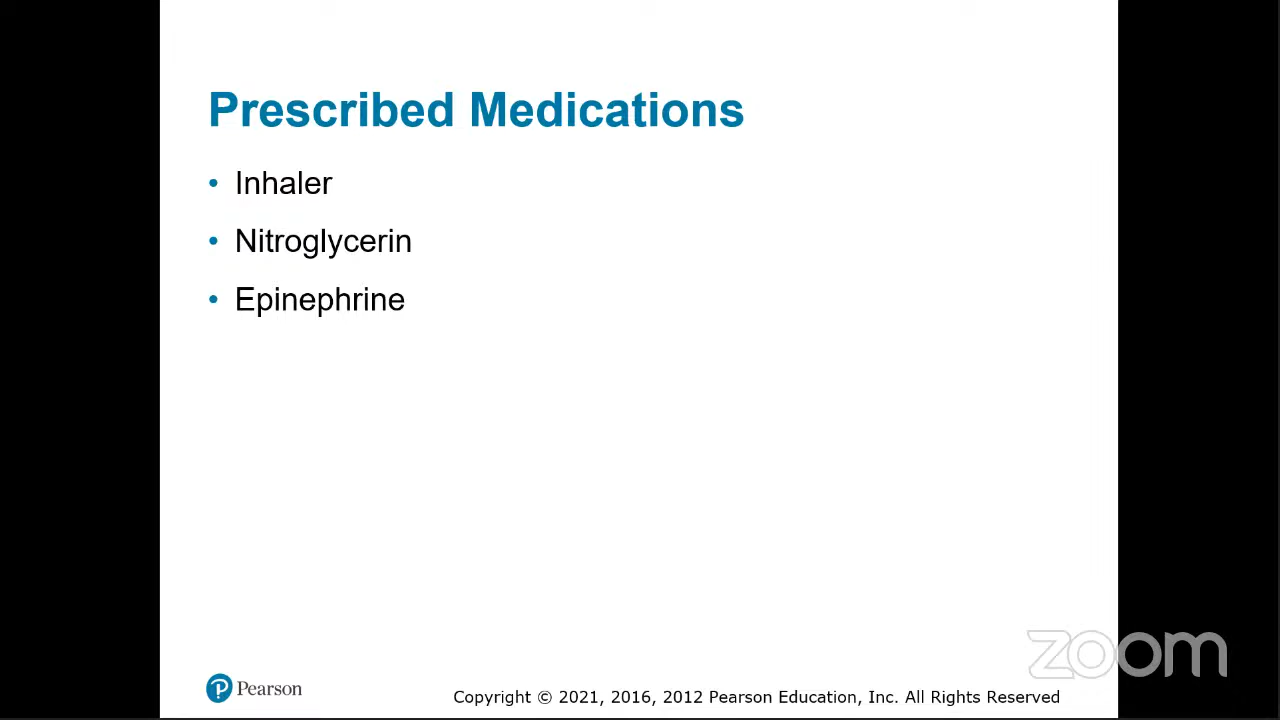 Prescribed Medications
• Inhaler
• Nitroglycerin
• Epinephrine
Pearson
Copyright © 2021, 2016, 2012 Pearson Education, Inc. All Rights Reserved
zoom